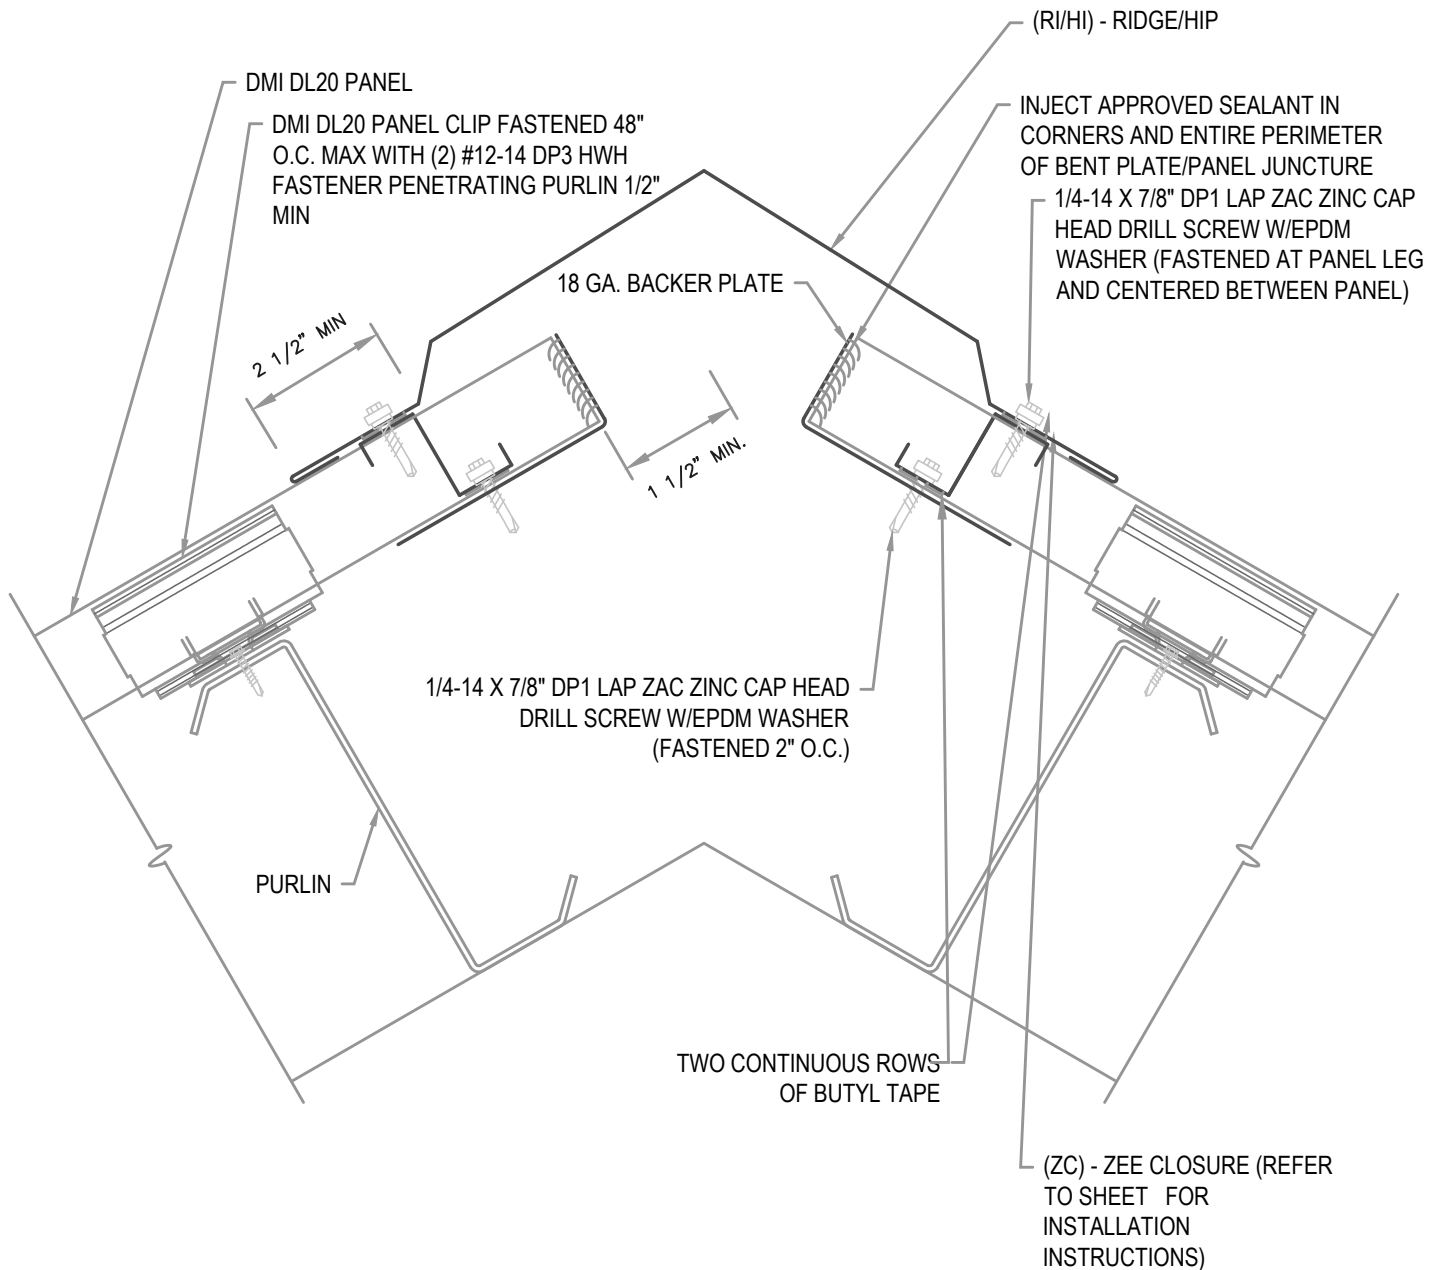 (RI/HI) - RIDGE/HIP
DMI DL20 PANEL
DMI DL20 PANEL CLIP FASTENED 48"
O.C. MAX WITH (2) #12-14 DP3 HWH
FASTENER PENETRATING PURLIN 1/2"
MIN
INJECT APPROVED SEALANT IN
CORNERS AND ENTIRE PERIMETER
OF BENT PLATE/PANEL JUNCTURE
1/4-14 X 7/8" DP1 LAP ZAC ZINC CAP
HEAD DRILL SCREW W/EPDM
WASHER (FASTENED AT PANEL LEG
AND CENTERED BETWEEN PANEL)
18 GA. BACKER PLATE
2 1/2" MIN
1 1/2" MIN.
1/4-14 X 7/8" DP1 LAP ZAC ZINC CAP HEAD
DRILL SCREW W/EPDM WASHER
(FASTENED 2" O.C.)
PURLIN
TWO CONTINUOUS ROWS
OF BUTYL TAPE
(ZC) - ZEE CLOSURE (REFER
TO SHEET FOR
INSTALLATION
INSTRUCTIONS)